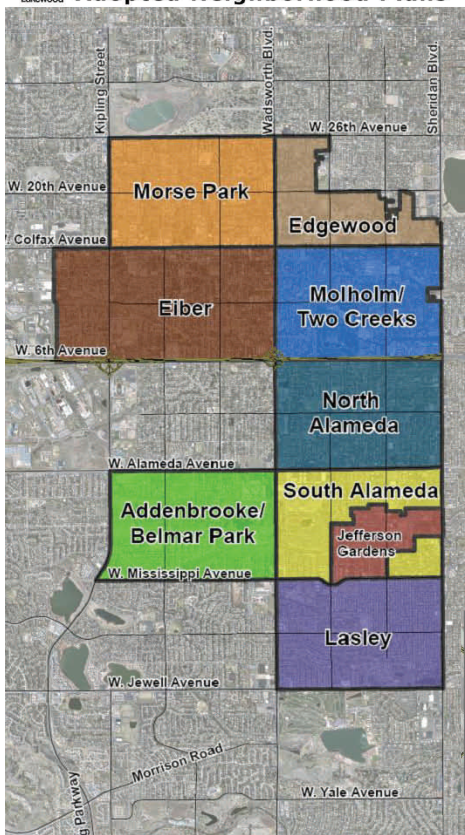 Lakewood
Adopted Neighborhood Plans
Kipling Street
Wadsworth Blvd.
Sheridan Blvd.
W. 26th Avenue
W. 20th Avenue
Morse Park
Edgewood
W. Colfax Avenue
Eiber
Molholm/
Two Creeks
W. 6th Avenue
North
Alameda
W. Alameda Avenue
South Alameda
Addenbrooke/
Belmar Park
Jefferson
Gardens
W. Mississippi Avenue
Lasley
W. Jewell Avenue
Morrison Road
W. Yale Avenue
g Parkway